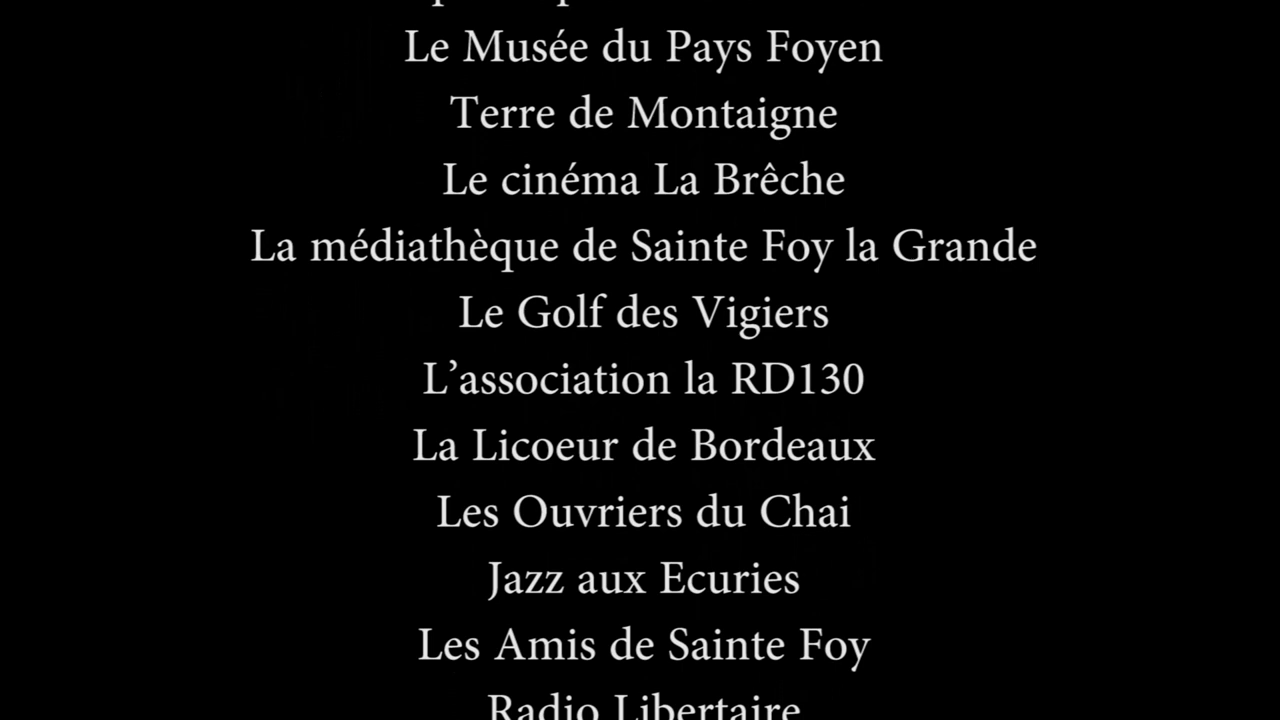 Le Musée du Pays Foyen
Terre de Montaigne
Le cinéma La Brêche
La médiathèque de Sainte Foy la Grande
Le Golf des Vigiers
L’association la RD130
La Licoeur de Bordeaux
Les Ouvriers du Chai
Jazz aux Ecuries
Les Amis de Sainte Foy
Radio Libertaire